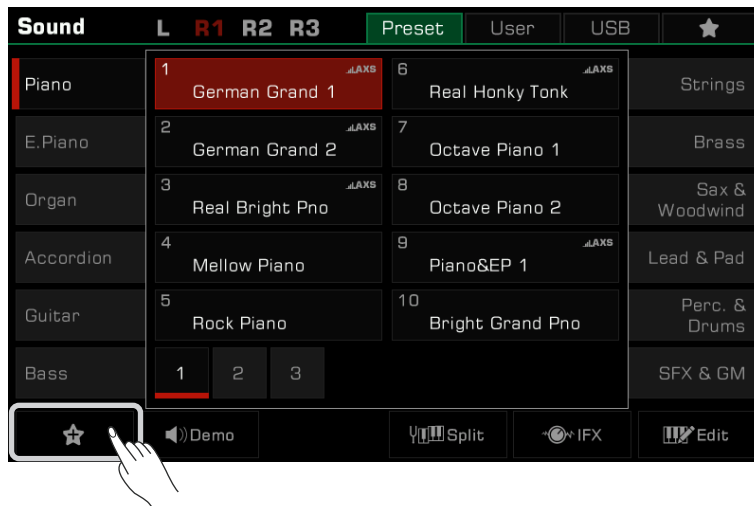 Sound L R1 R2 R3 Preset User USB
Piano
E.Piano
Organ
Accordion
Guitar
Bass
1 AXS
German Grand 1
2 AXS
German Grand 2
3 AXS
Real Bright Pno
4
Mellow Piano
5
Rock Piano
6 AXS
Real Honky Tonk
7
Octave Piano 1
8
Octave Piano 2
9 AXS
Piano&EP 1
10
Bright Grand Pno
1 2 3
Strings
Brass
Sax &
Woodwind
Lead & Pad
Perc. &
Drums
SFX & GM
Demo Split IFX Edit